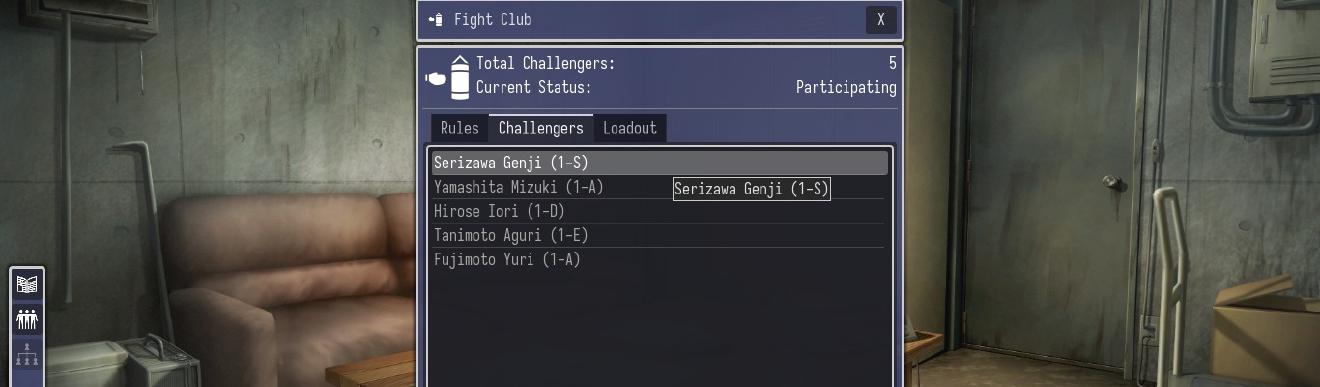 Fight Club
X
Total Challengers: 5
Current Status: Participating
Rules Challengers Loadout
Serizawa Genji (1-S)
Yamashita Mizuki (1-A)
Serizawa Genji (1-S)
Hirose Iori (1-D)
Tanimoto Aguri (1-E)
Fujimoto Yuri (1-A)